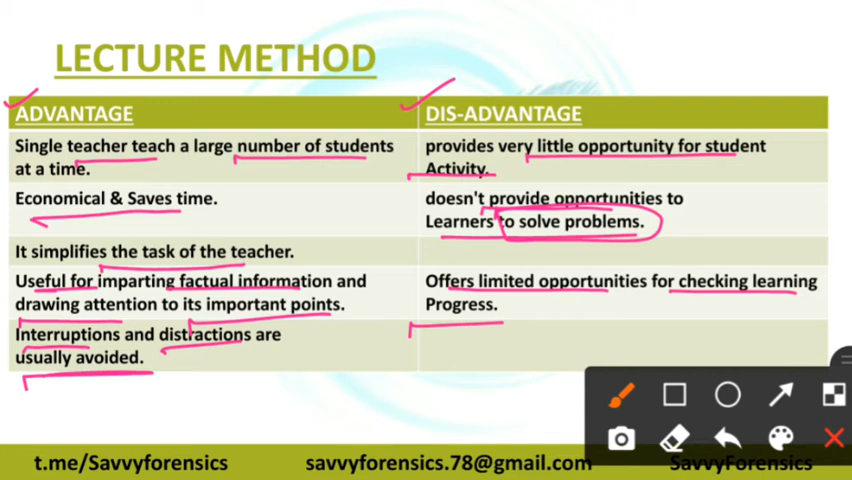 LECTURE METHOD
ADVANTAGE
DIS-ADVANTAGE
Single teacher teach a large number of students
at a time.
provides very little opportunity for student
Activity.
Economical & Saves time.
doesn't provide opportunities to
Learners to solve problems.
It simplifies the task of the teacher.
Useful for imparting factual information and
drawing attention to its important points.
Offers limited opportunities for checking learning
Progress.
Interruptions and distractions are
usually avoided.
t.me/Savvyforensics
savvyforensics.78@gmail.com
SavvyForensics